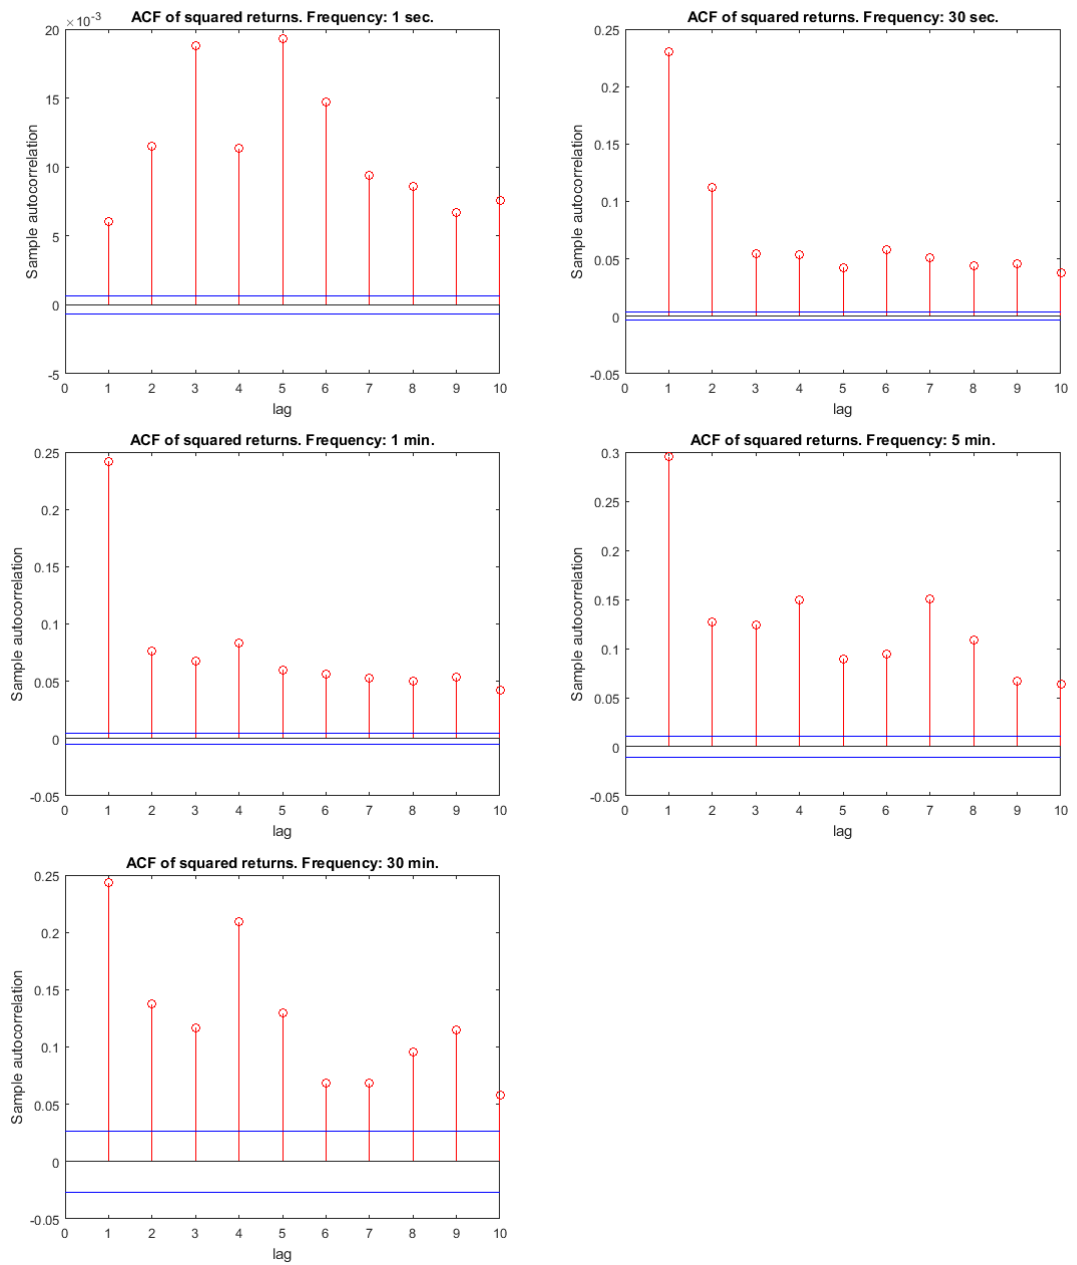 ACF of squared returns. Frequency: 1 sec.
×10^-3
20
15
10
5
0
-5
Sample autocorrelation
0 1 2 3 4 5 6 7 8 9 10
lag
ACF of squared returns. Frequency: 30 sec.
0.25
0.2
0.15
0.1
0.05
0
-0.05
Sample autocorrelation
0 1 2 3 4 5 6 7 8 9 10
lag
ACF of squared returns. Frequency: 1 min.
0.25
0.2
0.15
0.1
0.05
0
-0.05
Sample autocorrelation
0 1 2 3 4 5 6 7 8 9 10
lag
ACF of squared returns. Frequency: 5 min.
0.3
0.25
0.2
0.15
0.1
0.05
0
-0.05
Sample autocorrelation
0 1 2 3 4 5 6 7 8 9 10
lag
ACF of squared returns. Frequency: 30 min.
0.25
0.2
0.15
0.1
0.05
0
-0.05
Sample autocorrelation
0 1 2 3 4 5 6 7 8 9 10
lag